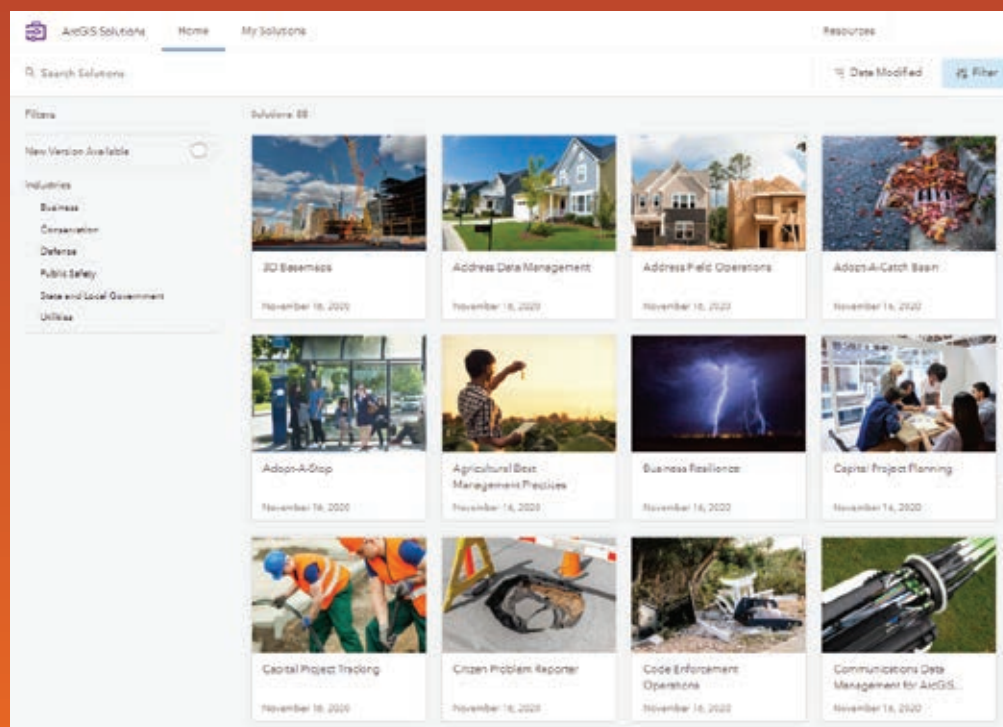 ArcGIS Solutions Home My Solutions Resources
Search Solutions Date Modified Filter
Filters Solutions
New Version Available
Industries
Business
Conservation
Defense
Public Safety
State and Local Government
Utilities
3D Basemaps Address Data Management Address Field Operations Adopt-A-Catch Basin
November 16, 2020 November 16, 2020 November 16, 2020 November 16, 2020
Adopt-A-Stop Agricultural Best Business Resilience Capital Project Planning
Management Practices
November 16, 2020 November 16, 2020 November 16, 2020 November 16, 2020
Capital Project Tracking Citizen Problem Reporter Code Enforcement Communications Data
Operations Management for ArcGIS...
November 16, 2020 November 16, 2020 November 16, 2020 November 16, 2020